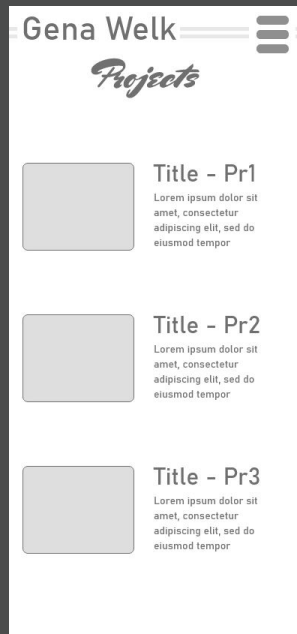 Gena Welk
Projects
Title - Pr1
Lorem ipsum dolor sit
amet, consectetur
adipiscing elit, sed do
eiusmod tempor
Title - Pr2
Lorem ipsum dolor sit
amet, consectetur
adipiscing elit, sed do
eiusmod tempor
Title - Pr3
Lorem ipsum dolor sit
amet, consectetur
adipiscing elit, sed do
eiusmod tempor